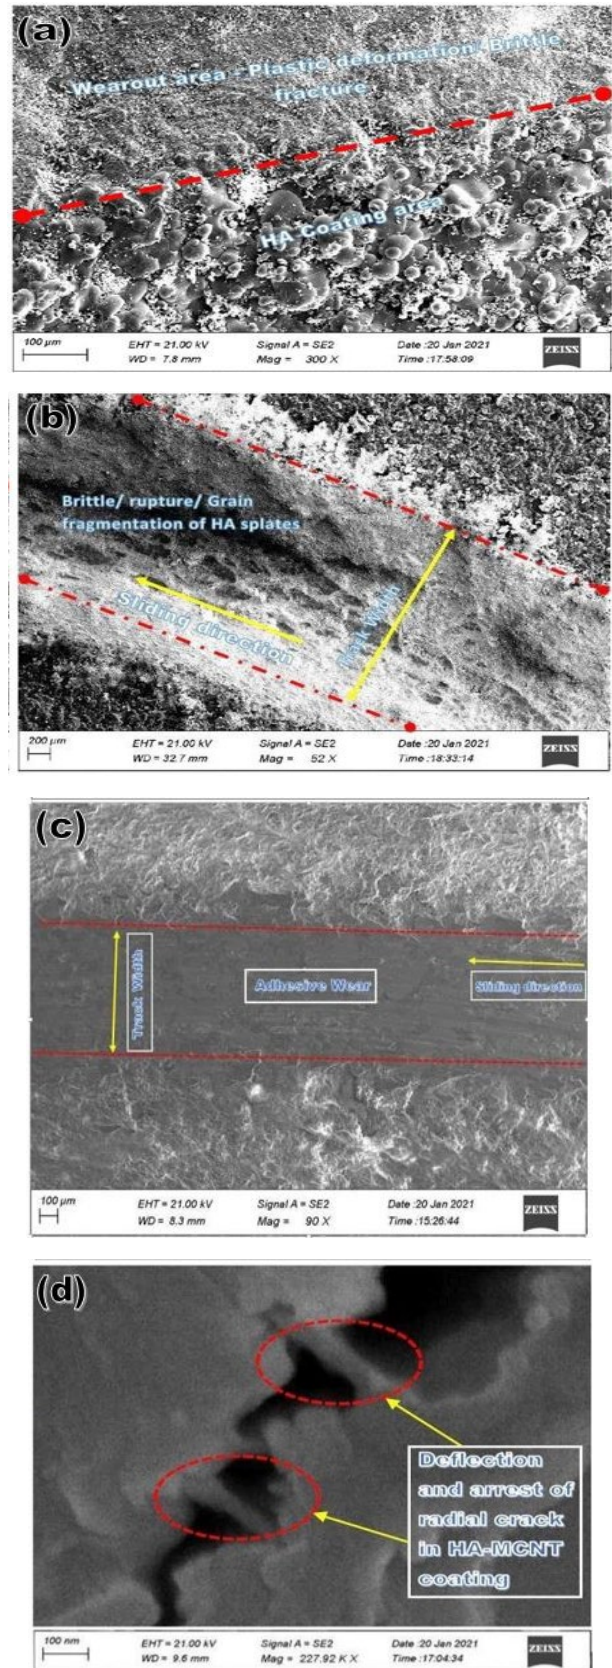 (a)
Wearout area - Plastic deformation/ Brittle
fracture
HA Coating area
100 µm
EHT = 21.00 kV
Signal A = SE2
Date :20 Jan 2021
WD = 7.8 mm
Mag = 300 X
Time :17:58:09
ZEISS
(b)
Brittle/ rupture/ Grain
fragmentation of HA splates
Sliding direction
Track Width
200 µm
EHT = 21.00 kV
Signal A = SE2
Date :20 Jan 2021
WD = 32.7 mm
Mag = 52 X
Time :18:33:14
ZEISS
(c)
Track Width
Adhesive Wear
Sliding direction
100 µm
EHT = 21.00 kV
Signal A = SE2
Date :20 Jan 2021
WD = 8.3 mm
Mag = 90 X
Time :15:26:44
ZEISS
(d)
Deflection
and arrest of
radial crack
in HA-MCNT
coating
100 nm
EHT = 21.00 kV
Signal A = SE2
Date :20 Jan 2021
WD = 9.6 mm
Mag = 227.92 K X
Time :17:04:34
ZEISS